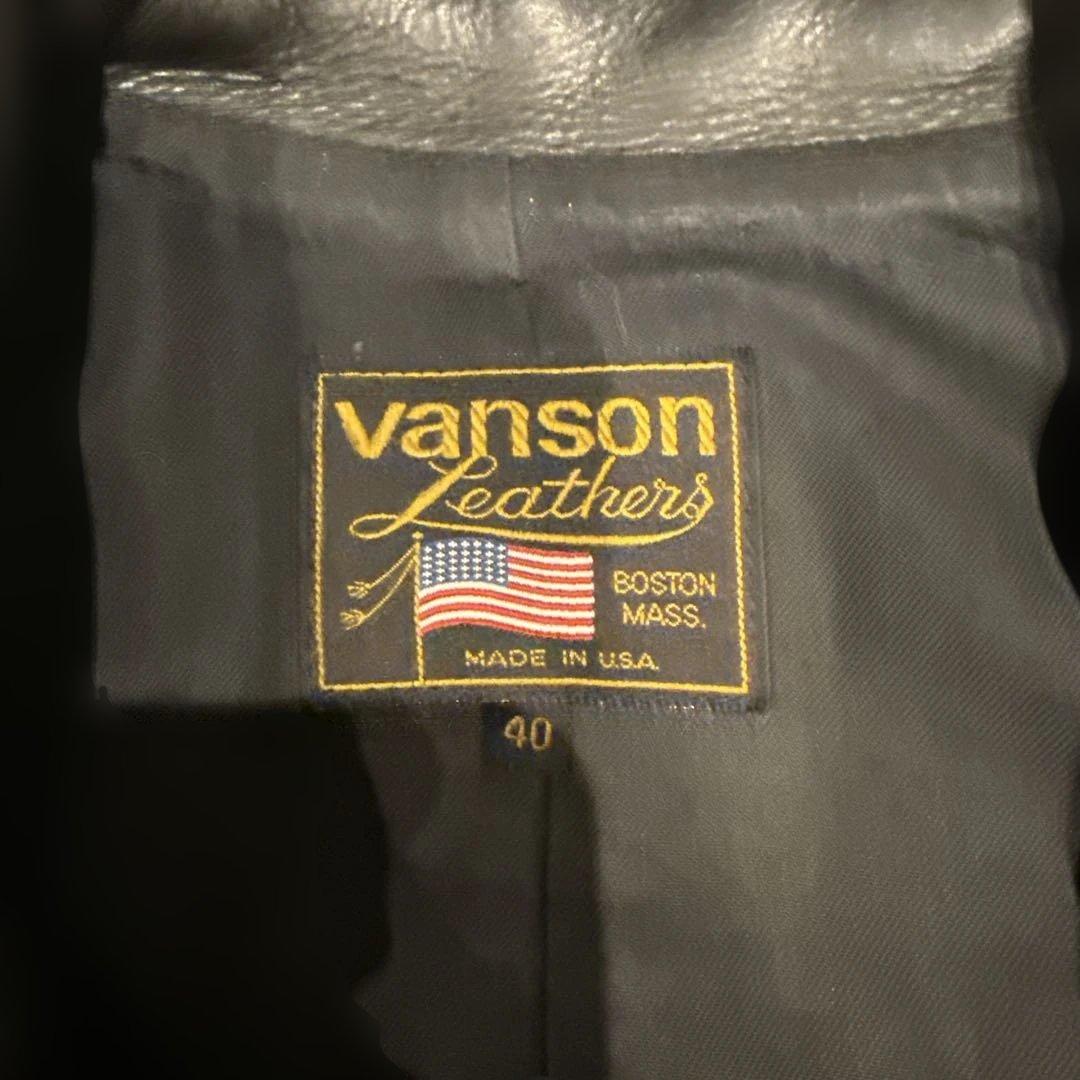 vanson
Leathers
BOSTON
MASS.
MADE IN U.S.A.
40